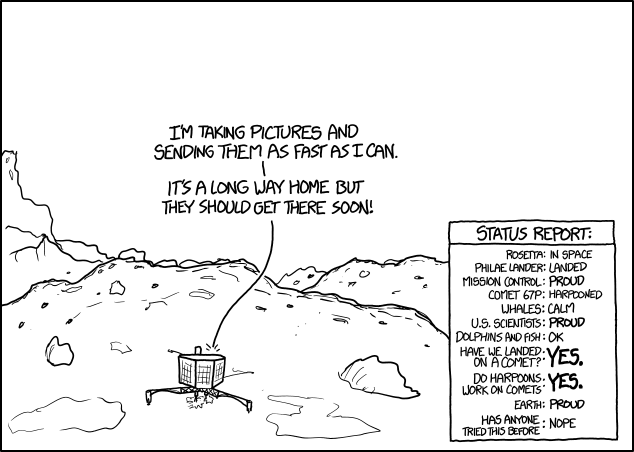 I'M TAKING PICTURES AND
SENDING THEM AS FAST AS I CAN.
IT'S A LONG WAY HOME BUT
THEY SHOULD GET THERE SOON!
STATUS REPORT:
ROSETTA: IN SPACE
PHILAE LANDER: LANDED
MISSION CONTROL: PROUD
COMET 67P: HARPOONED
WHALES: CALM
U.S. SCIENTISTS: PROUD
DOLPHINS AND FISH: OK
HAVE WE LANDED
ON A COMET?: YES.
DO HARPOONS
WORK ON COMETS: YES.
EARTH: PROUD
HAS ANYONE
TRIED THIS BEFORE: NOPE